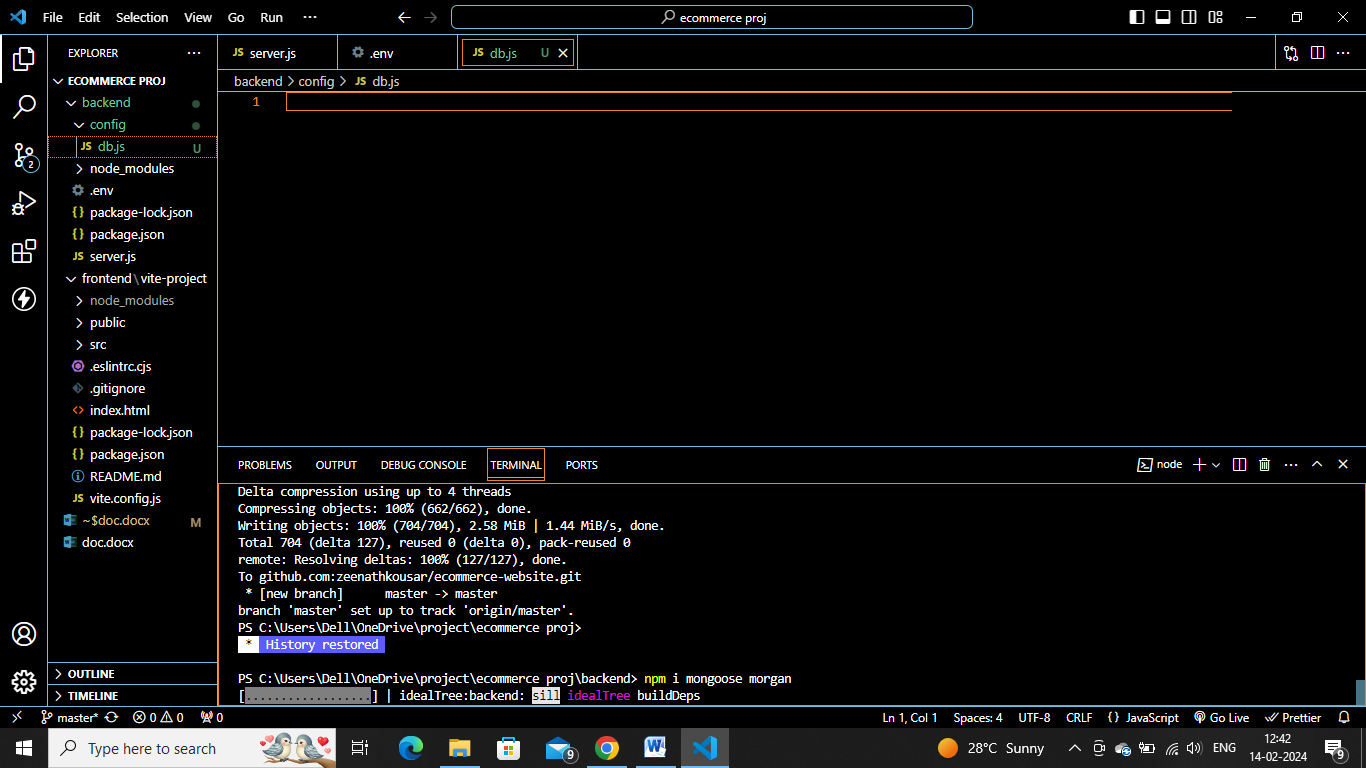 File Edit Selection View Go Run ··· ecommerce proj
EXPLORER ···
JS server.js
.env
JS db.js U
ECOMMERCE PROJ
backend > config > JS db.js
1
backend
config
JS db.js U
node_modules
.env
{} package-lock.json
{} package.json
JS server.js
frontend\vite-project
node_modules
public
src
.eslintrc.cjs
.gitignore
<> index.html
{} package-lock.json
{} package.json
README.md
JS vite.config.js
~$doc.docx M
doc.docx
OUTLINE
TIMELINE
2
PROBLEMS OUTPUT DEBUG CONSOLE TERMINAL PORTS node
Delta compression using up to 4 threads
Compressing objects: 100% (662/662), done.
Writing objects: 100% (704/704), 2.58 MiB | 1.44 MiB/s, done.
Total 704 (delta 127), reused 0 (delta 0), pack-reused 0
remote: Resolving deltas: 100% (127/127), done.
To github.com:zeenathkousar/ecommerce-website.git
* [new branch] master -> master
branch 'master' set up to track 'origin/master'.
PS C:\Users\Dell\OneDrive\project\ecommerce proj>
* History restored
PS C:\Users\Dell\OneDrive\project\ecommerce proj\backend> npm i mongoose morgan
[..................] | idealTree:backend: sill idealTree buildDeps
master* 0 0 0 Ln 1, Col 1 Spaces: 4 UTF-8 CRLF {} JavaScript Go Live Prettier
Type here to search 9 28°C Sunny ENG 12:42 9
14-02-2024